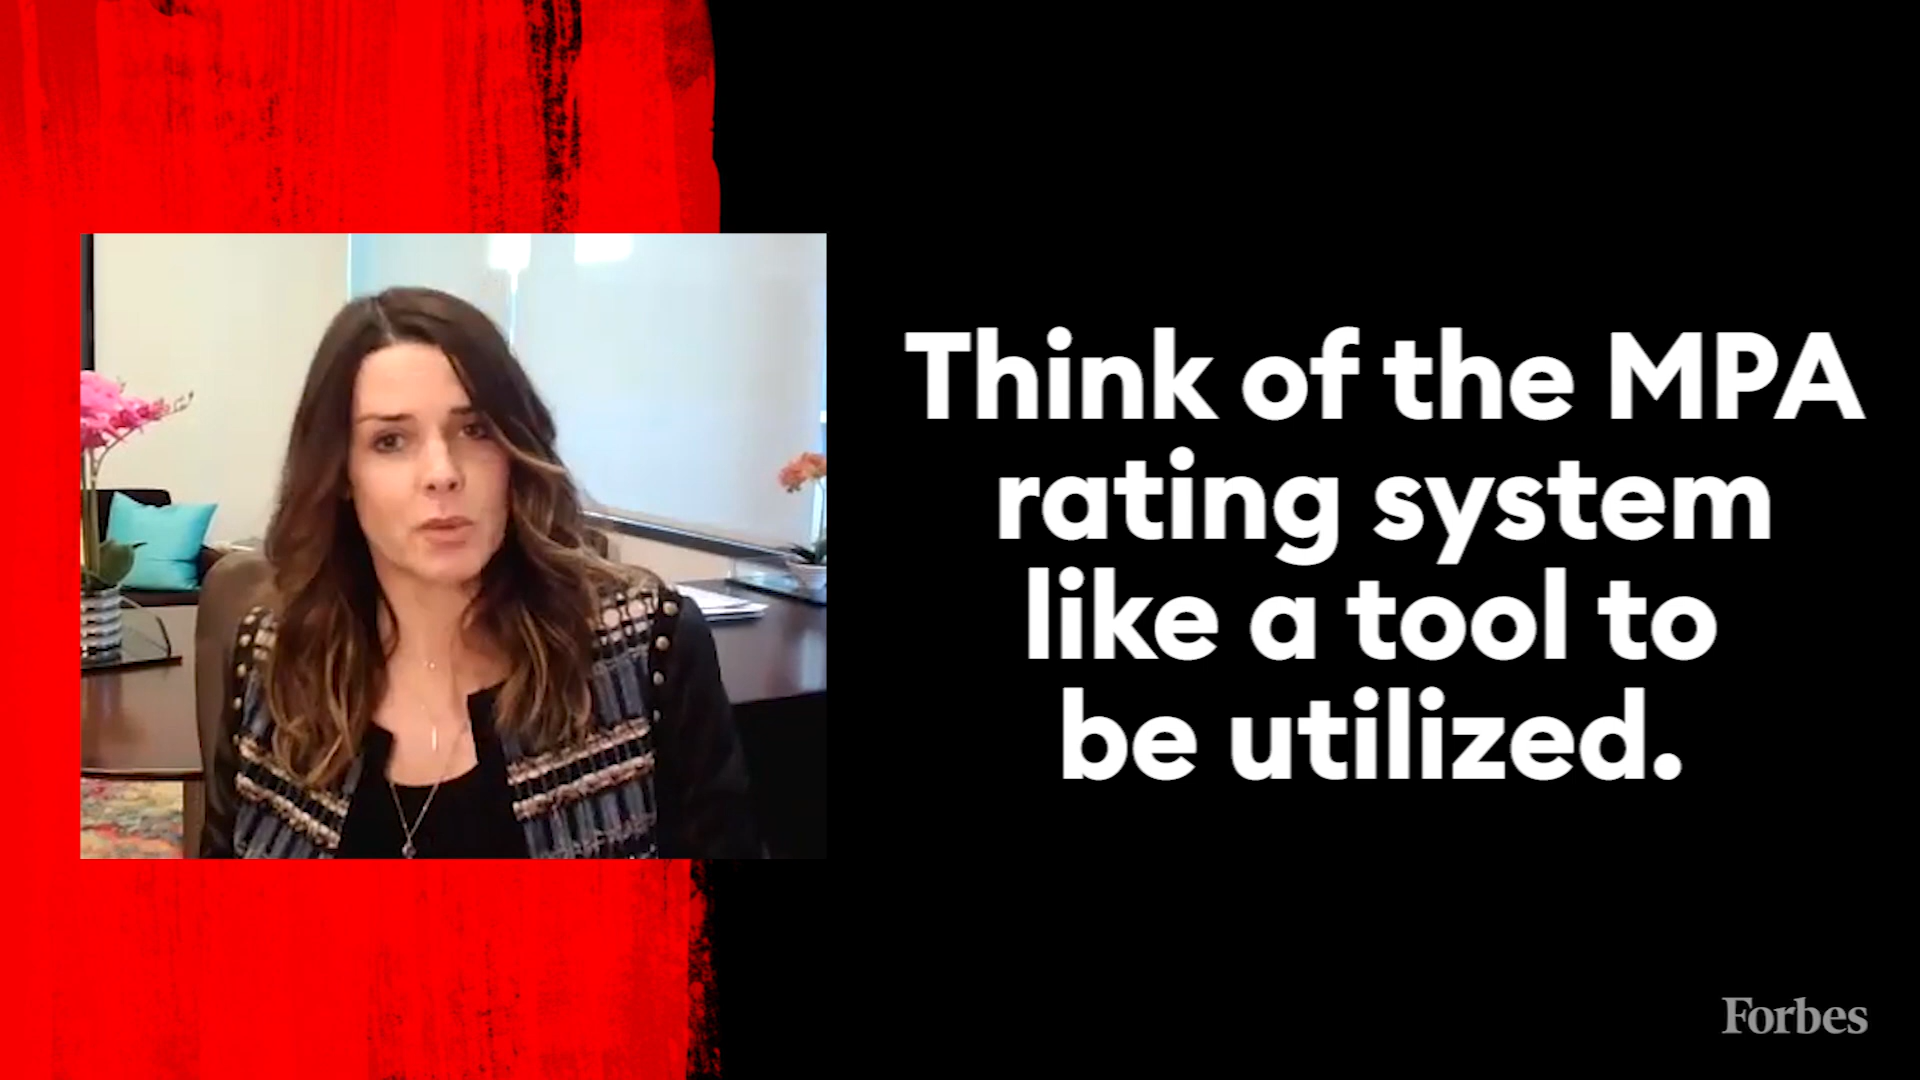 Think of the MPA
rating system
like a tool to
be utilized.
Forbes